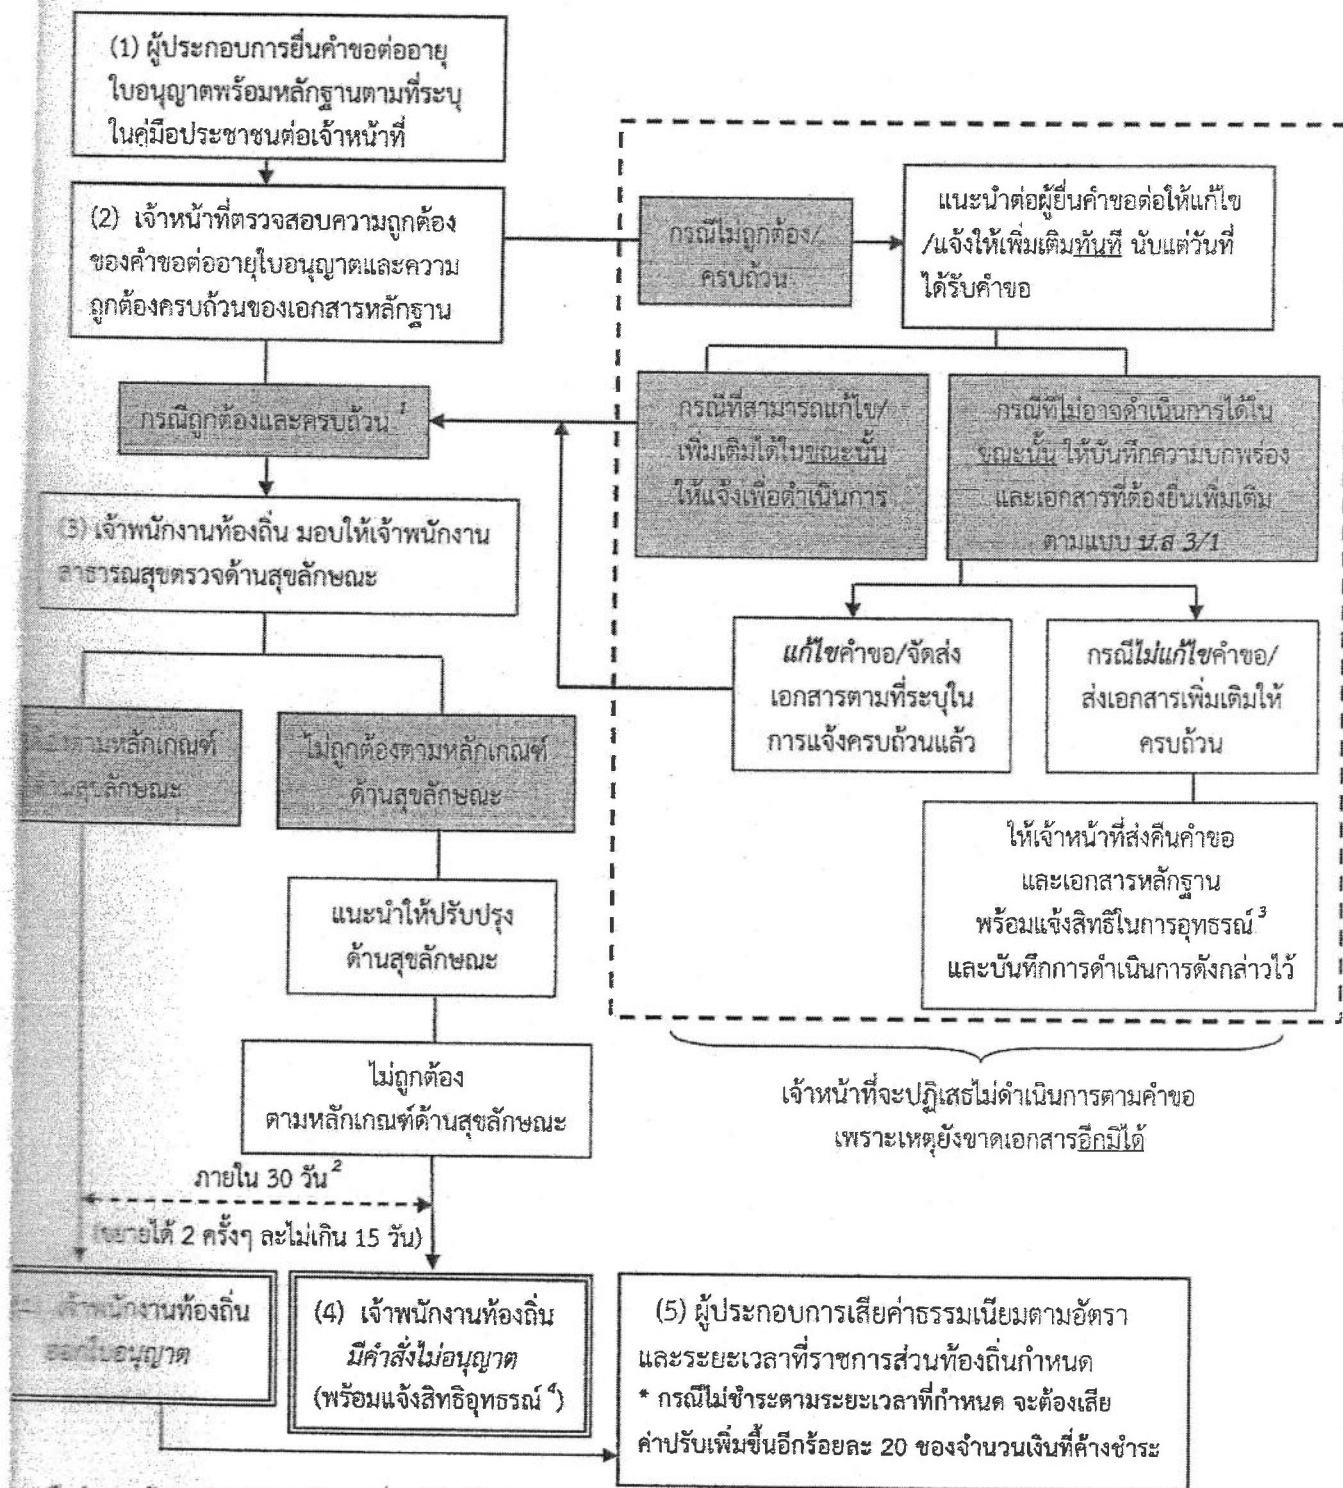 (1) ผู้ประกอบการยื่นคำขอต่ออายุ
ใบอนุญาตพร้อมหลักฐานตามที่ระบุ
ในคู่มือประชาชนต่อเจ้าหน้าที่
(2) เจ้าหน้าที่ตรวจสอบความถูกต้อง
ของคำขอต่ออายุใบอนุญาตและความ
ถูกต้องครบถ้วนของเอกสารหลักฐาน
กรณีไม่ถูกต้อง/
ครบถ้วน
แนะนำต่อผู้ยื่นคำขอต่อให้แก้ไข
/แจ้งให้เพิ่มเติมทันที นับแต่วันที่
ได้รับคำขอ
กรณีถูกต้องและครบถ้วน 1
กรณีที่สามารถแก้ไข/
เพิ่มเติมได้ในขณะนั้น
ให้แจ้งเพื่อดำเนินการ
กรณีที่ไม่อาจดำเนินการได้ใน
ขณะนั้น ให้บันทึกความบกพร่อง
และเอกสารที่ต้องยื่นเพิ่มเติม
ตามแบบ น.ส 3/1
(3) เจ้าพนักงานท้องถิ่น มอบให้เจ้าพนักงาน
สาธารณสุขตรวจด้านสุขลักษณะ
แก้ไขคำขอ/จัดส่ง
เอกสารตามที่ระบุใน
การแจ้งครบถ้วนแล้ว
กรณีไม่แก้ไขคำขอ/
ส่งเอกสารเพิ่มเติมให้
ครบถ้วน
ตามหลักเกณฑ์
ด้านสุขลักษณะ
ไม่ถูกต้องตามหลักเกณฑ์
ด้านสุขลักษณะ
ให้เจ้าหน้าที่ส่งคืนคำขอ
และเอกสารหลักฐาน
พร้อมแจ้งสิทธิในการอุทธรณ์ 3
และบันทึกการดำเนินการดังกล่าวไว้
แนะนำให้ปรับปรุง
ด้านสุขลักษณะ
ไม่ถูกต้อง
ตามหลักเกณฑ์ด้านสุขลักษณะ
เจ้าหน้าที่จะปฏิเสธไม่ดำเนินการตามคำขอ
เพราะเหตุยังขาดเอกสารอีกมิได้
ภายใน 30 วัน 2
(ขยายได้ 2 ครั้งๆ ละไม่เกิน 15 วัน)
เจ้าพนักงานท้องถิ่น
ออกใบอนุญาต
(4) เจ้าพนักงานท้องถิ่น
มีคำสั่งไม่อนุญาต
(พร้อมแจ้งสิทธิอุทธรณ์ 4)
(5) ผู้ประกอบการเสียค่าธรรมเนียมตามอัตรา
และระยะเวลาที่ราชการส่วนท้องถิ่นกำหนด
* กรณีไม่ชำระตามระยะเวลาที่กำหนด จะต้องเสีย
ค่าปรับเพิ่มขึ้นอีกร้อยละ 20 ของจำนวนเงินที่ค้างชำระ